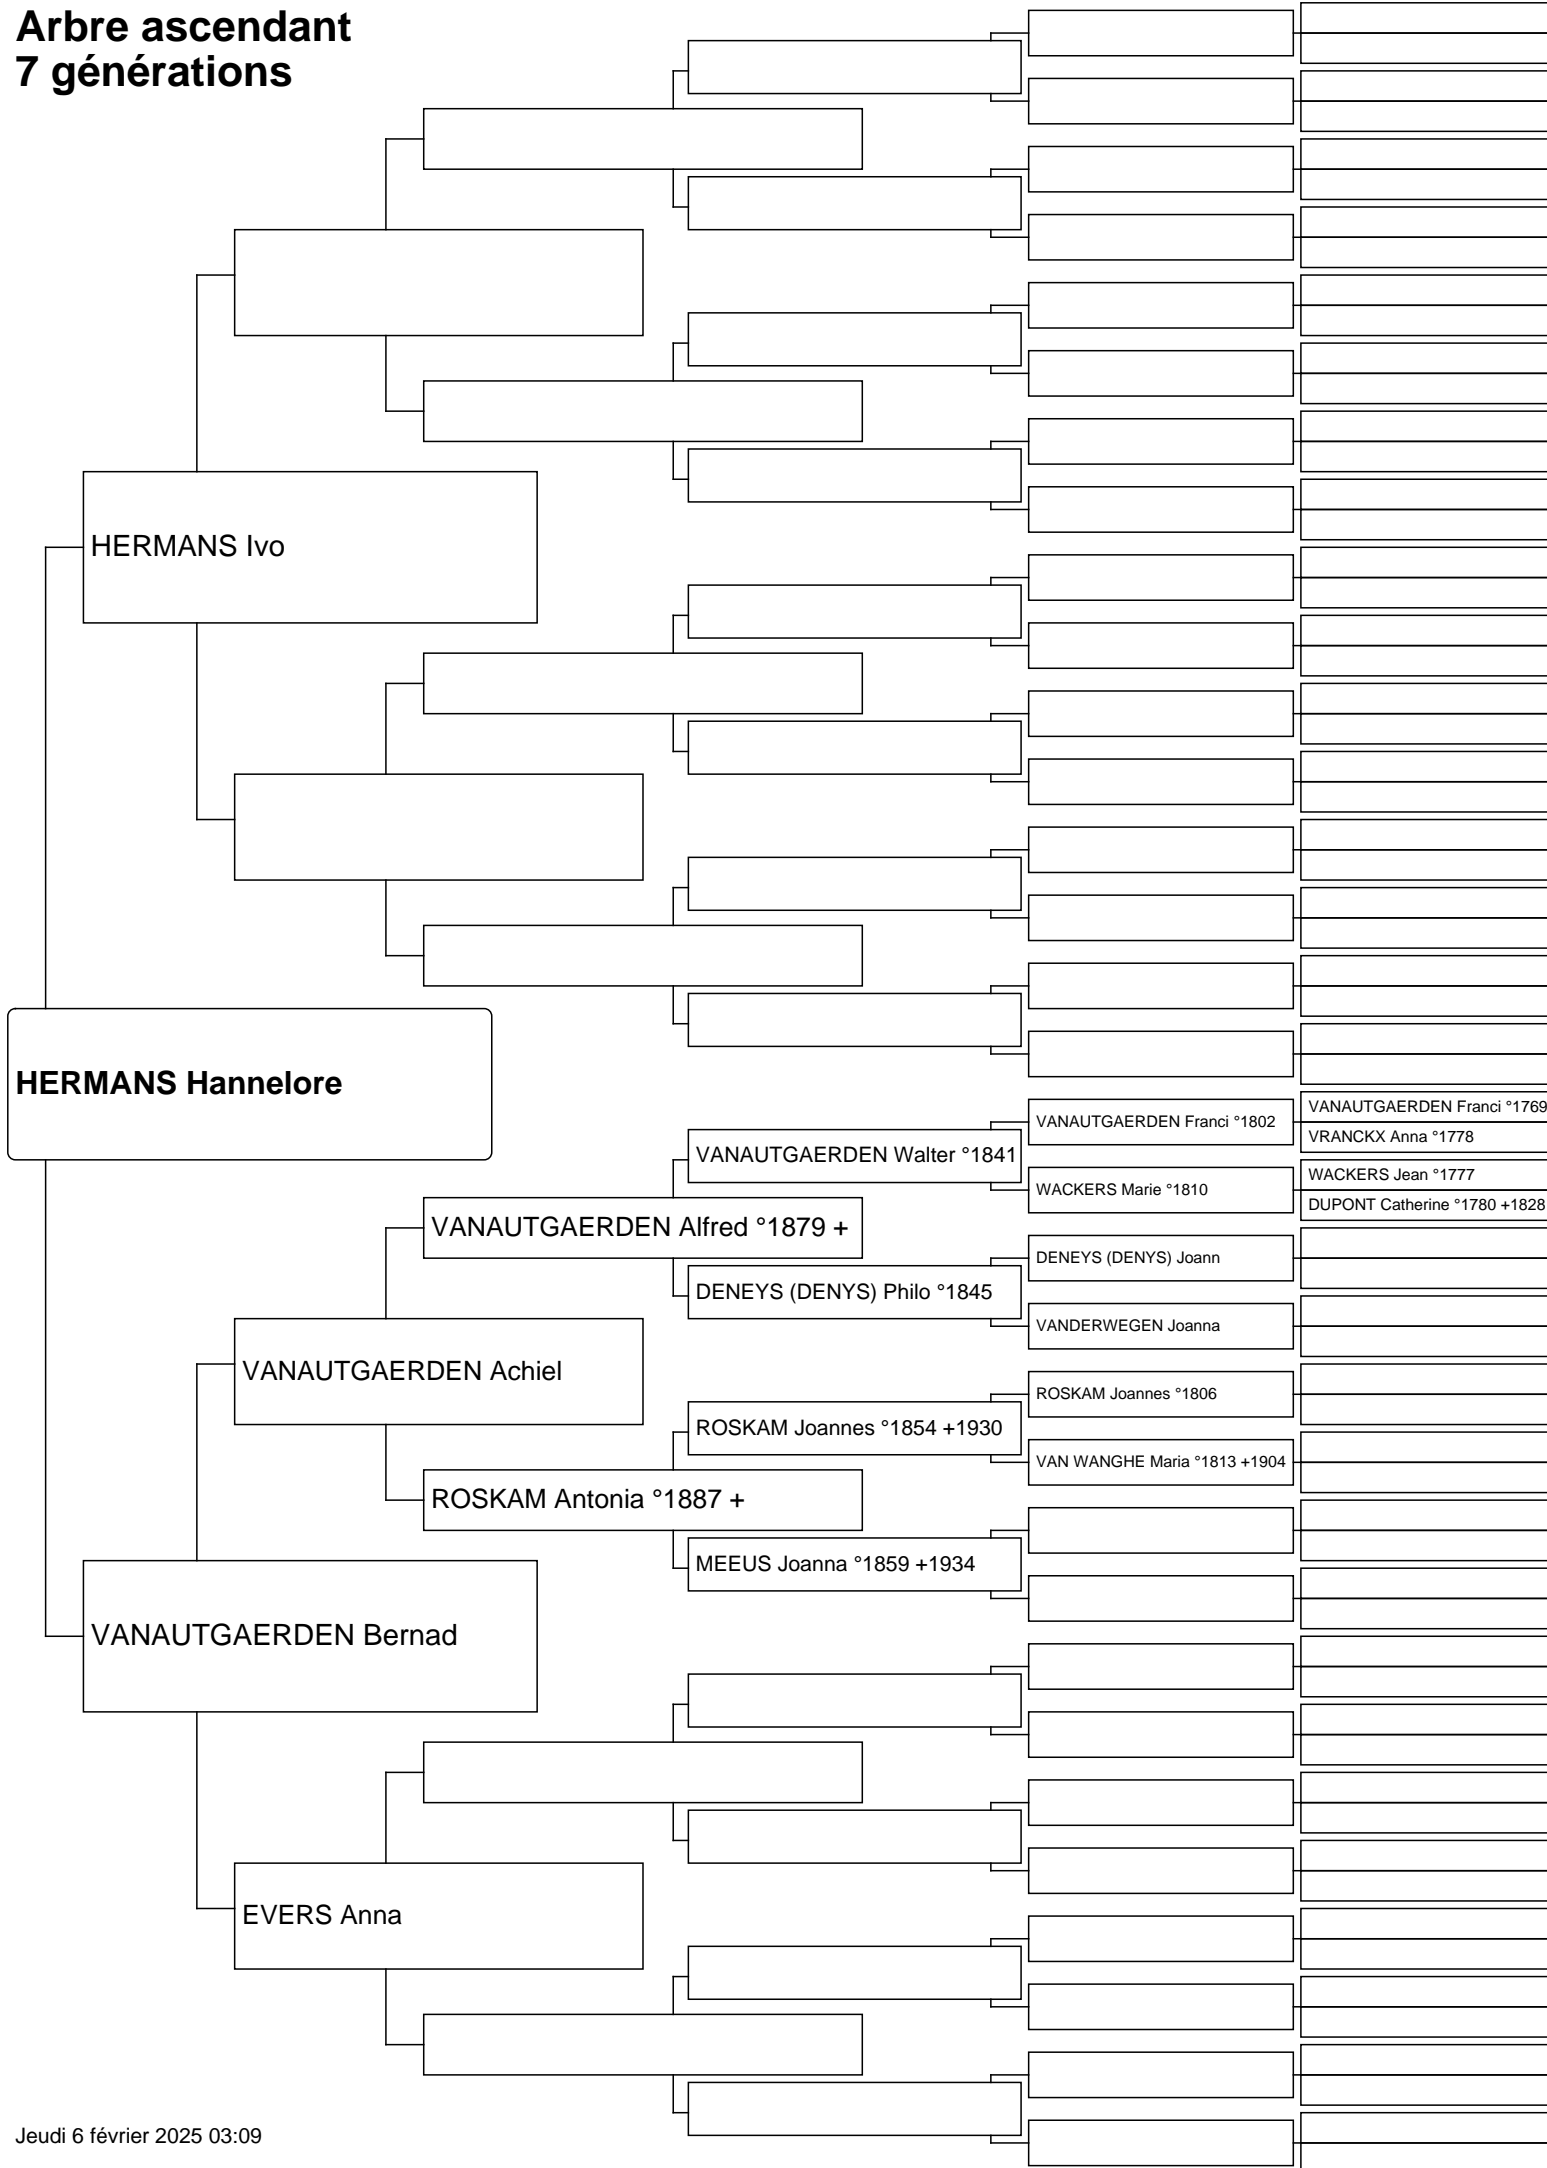 Arbre ascendant
7 générations
HERMANS Ivo
HERMANS Hannelore
VANAUTGAERDEN Franci °1769
VANAUTGAERDEN Franci °1802
VRANCKX Anna °1778
VANAUTGAERDEN Walter °1841
WACKERS Jean °1777
WACKERS Marie °1810
DUPONT Catherine °1780 +1828
VANAUTGAERDEN Alfred °1879 +
DENEYS (DENYS) Joann
DENEYS (DENYS) Philo °1845
VANDERWEGEN Joanna
VANAUTGAERDEN Achiel
ROSKAM Joannes °1806
ROSKAM Joannes °1854 +1930
VAN WANGHE Maria °1813 +1904
ROSKAM Antonia °1887 +
MEEUS Joanna °1859 +1934
VANAUTGAERDEN Bernad
EVERS Anna
Jeudi 6 février 2025 03:09